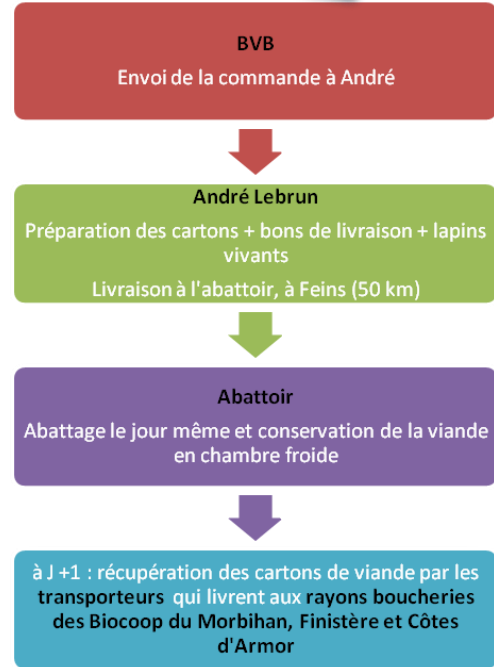 BVB
Envoi de la commande à André
André Lebrun
Préparation des cartons + bons de livraison + lapins
vivants
Livraison à l'abattoir, à Feins (50 km)
Abattoir
Abattage le jour même et conservation de la viande
en chambre froide
à J +1 : récupération des cartons de viande par les
transporteurs qui livrent aux rayons boucheries
des Biocoop du Morbihan, Finistère et Côtes
d'Armor